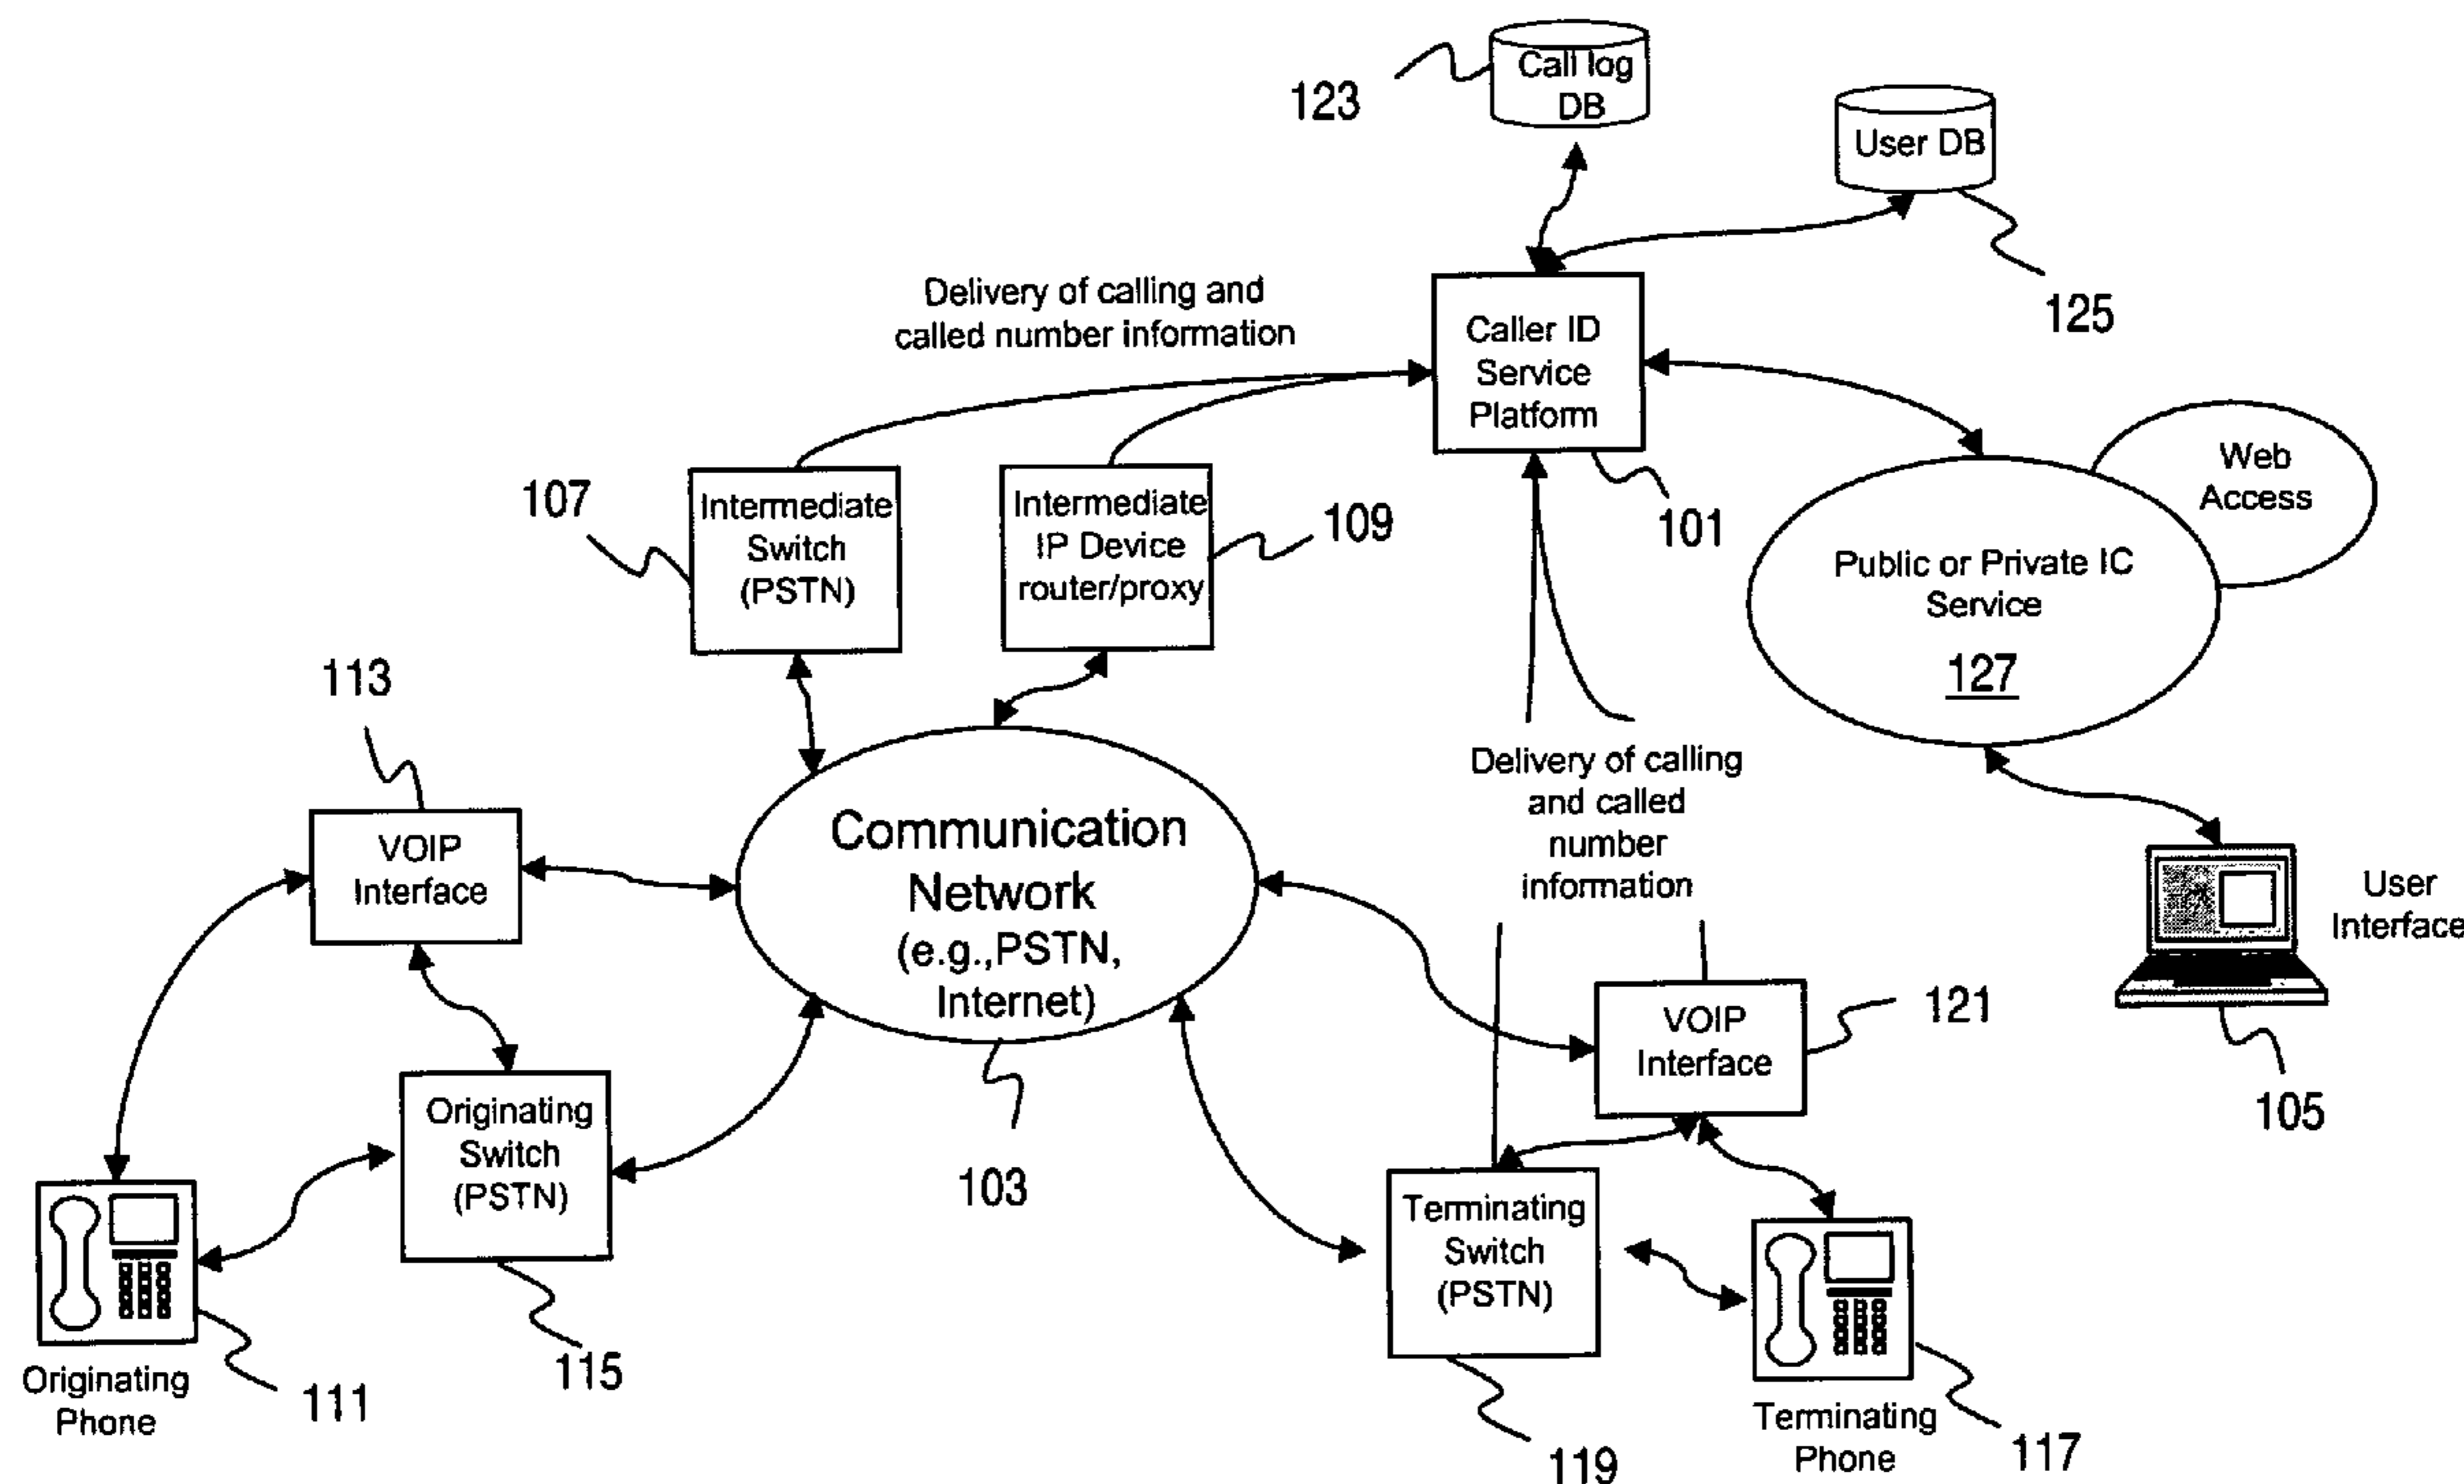 Call log
DB
123
User DB
125
Delivery of calling and
called number information
Caller ID
Service
Platform
101
Web
Access
Public or Private IC
Service
127
107
Intermediate
Switch
(PSTN)
Intermediate
IP Device
router/proxy
109
113
VOIP
Interface
Communication
Network
(e.g.,PSTN,
Internet)
103
Delivery of calling
and called
number
information
User
Interface
105
VOIP
Interface
121
Originating
Switch
(PSTN)
115
Originating
Phone
111
Terminating
Switch
(PSTN)
119
Terminating
Phone
117